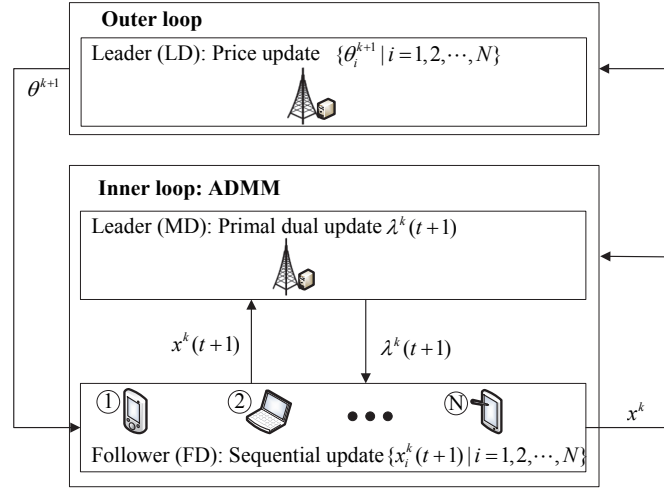 Outer loop
Leader (LD): Price update {θ_i^{k+1} | i = 1, 2, ⋯, N}
θ^{k+1}
Inner loop: ADMM
Leader (MD): Primal dual update λ^k(t+1)
x^k(t+1)
λ^k(t+1)
1 2 ••• N
x^k
Follower (FD): Sequential update {x_i^k(t+1) | i = 1, 2, ⋯, N}